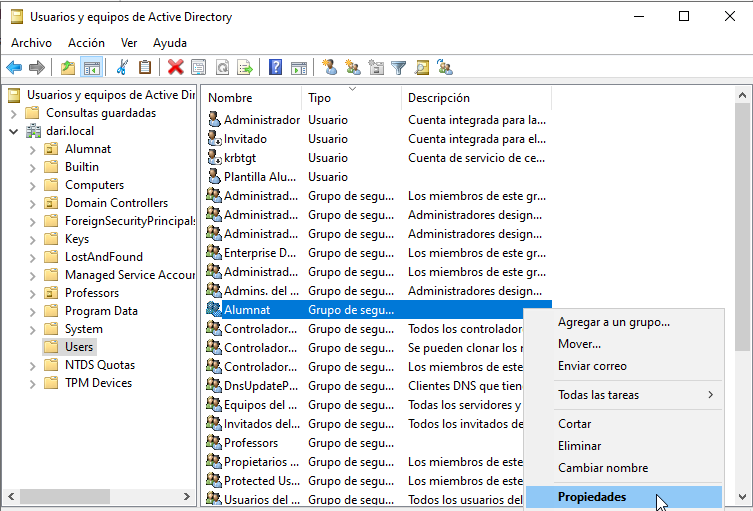 Usuarios y equipos de Active Directory
Archivo Acción Ver Ayuda
Usuarios y equipos de Active Dir
Consultas guardadas
dari.local
Alumnat
Builtin
Computers
Domain Controllers
ForeignSecurityPrincipals
Keys
LostAndFound
Managed Service Accour
Professors
Program Data
System
Users
NTDS Quotas
TPM Devices
Nombre Tipo Descripción
Administrador Usuario Cuenta integrada para la...
Invitado Usuario Cuenta integrada para el...
krbtgt Usuario Cuenta de servicio de ce...
Plantilla Alu... Usuario
Administrad... Grupo de segu... Los miembros de este gr...
Administrad... Grupo de segu... Administradores design...
Administrad... Grupo de segu... Administradores design...
Enterprise D... Grupo de segu... Los miembros de este gr...
Administrad... Grupo de segu... Los miembros de este gr...
Admins. del ... Grupo de segu... Administradores design...
Alumnat Grupo de segu...
Controlador... Grupo de segu... Todos los controlador
Controlador... Grupo de segu... Se pueden clonar los
Controlador... Grupo de segu... Los miembros de este
DnsUpdateP... Grupo de segu... Clientes DNS que tien
Equipos del ... Grupo de segu... Todas los servidores y
Invitados del... Grupo de segu... Todos los invitados de
Professors Grupo de segu...
Propietarios ... Grupo de segu... Los miembros de este
Protected Us... Grupo de segu... Los miembros de este
Usuarios del ... Grupo de segu... Todos los usuarios del
Agregar a un grupo...
Mover...
Enviar correo
Todas las tareas
Cortar
Eliminar
Cambiar nombre
Propiedades